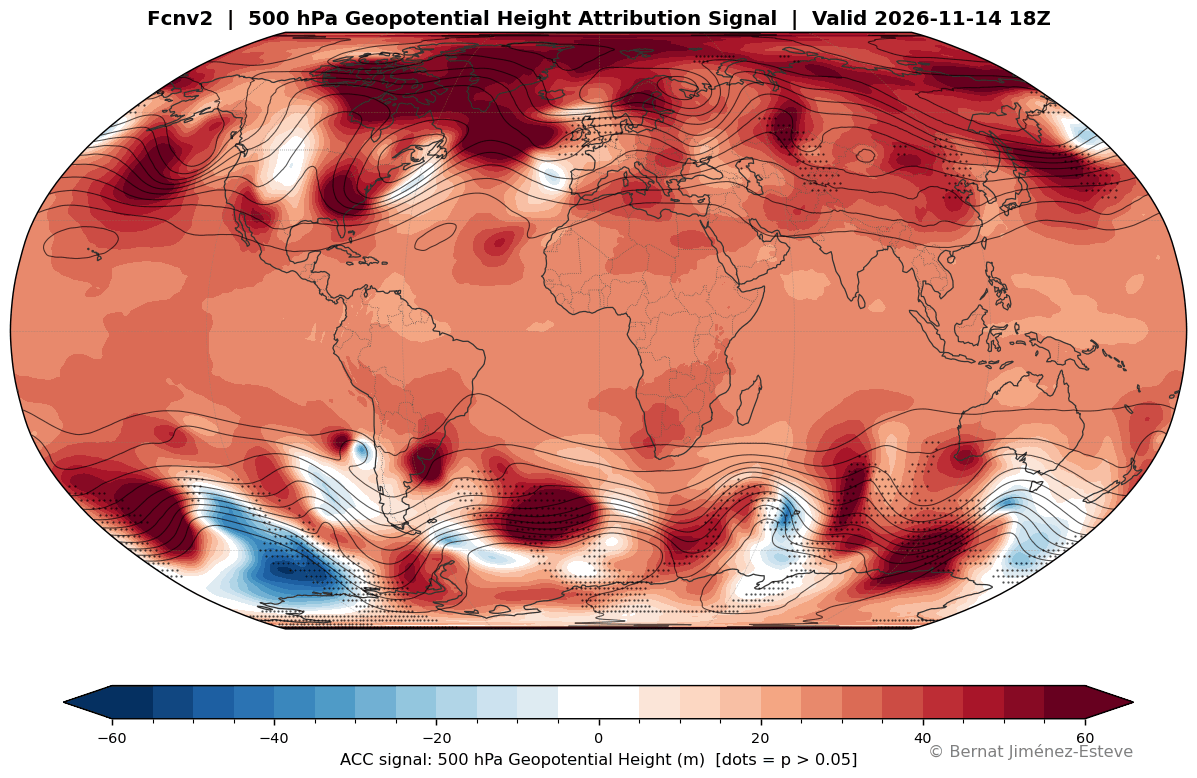 Fcnv2 | 500 hPa Geopotential Height Attribution Signal | Valid 2026-11-14 18Z
−60 −40 −20 0 20 40 60
ACC signal: 500 hPa Geopotential Height (m) [dots = p > 0.05]
© Bernat Jiménez-Esteve